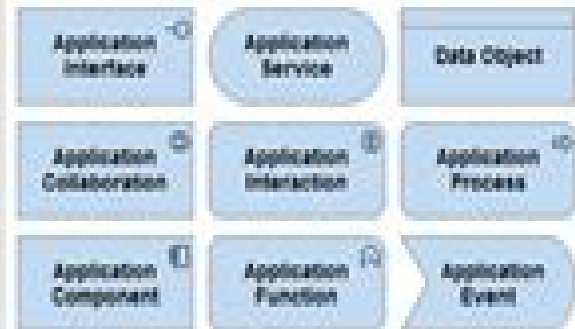 Application
Interface
Application
Service
Data Object
Application
Collaboration
Application
Interaction
Application
Process
Application
Component
Application
Function
Application
Event